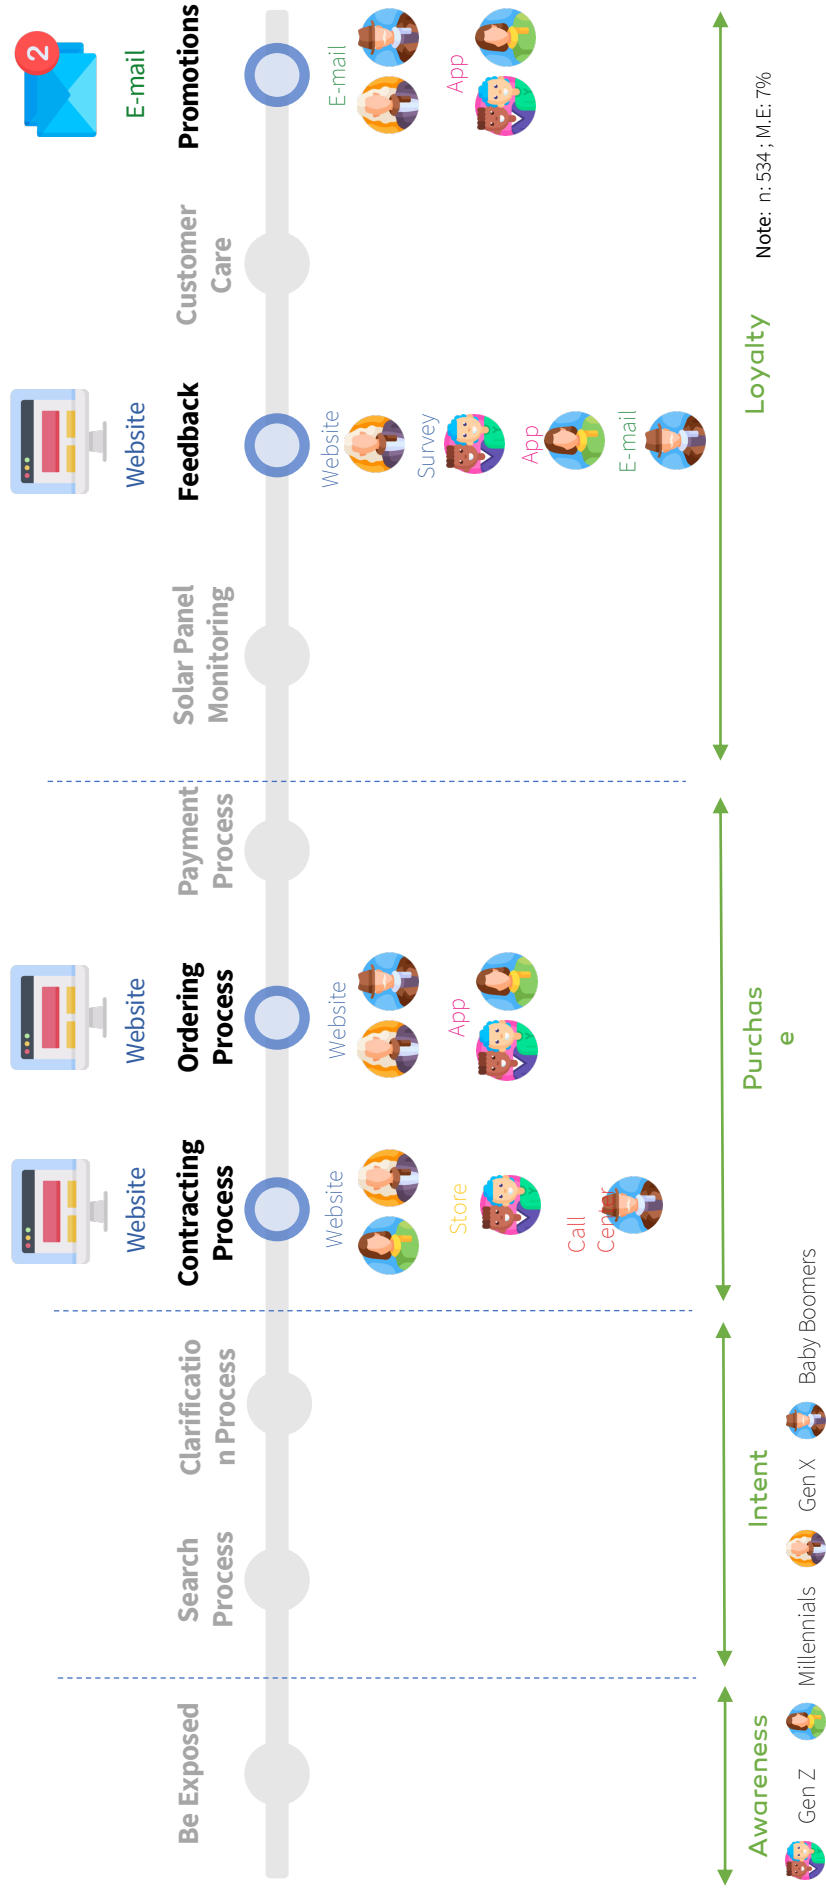 Website
Website
Website
E-mail
2
Be Exposed
Search
Process
Clarificatio
n Process
Contracting
Process
Ordering
Process
Payment
Process
Solar Panel
Monitoring
Feedback
Customer
Care
Promotions
Website
Store
Call
Center
Website
App
Website
Survey
App
E-mail
E-mail
App
Awareness
Intent
Purchas
e
Loyalty
Note: n: 534 ; M.E: 7%
Gen Z
Millennials
Gen X
Baby Boomers